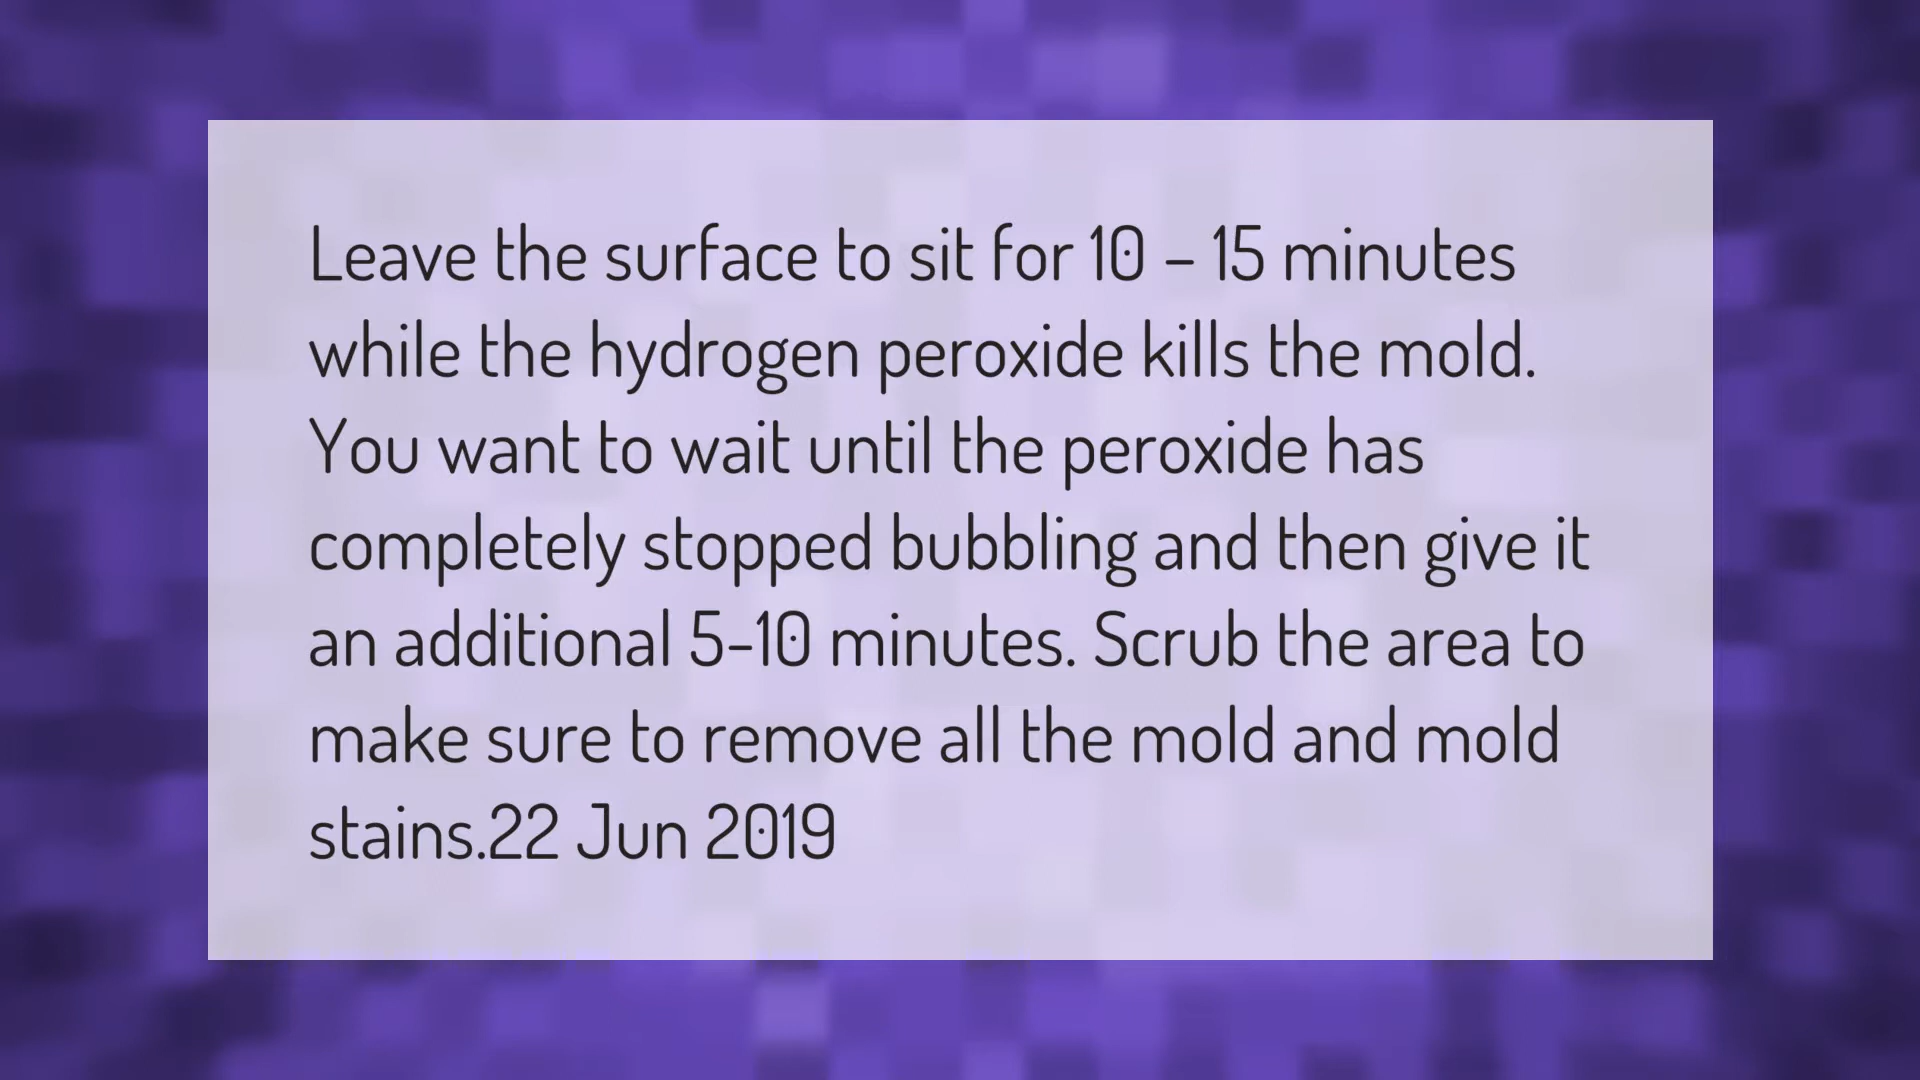 Leave the surface to sit for 10 – 15 minutes
while the hydrogen peroxide kills the mold.
You want to wait until the peroxide has
completely stopped bubbling and then give it
an additional 5-10 minutes. Scrub the area to
make sure to remove all the mold and mold
stains.22 Jun 2019